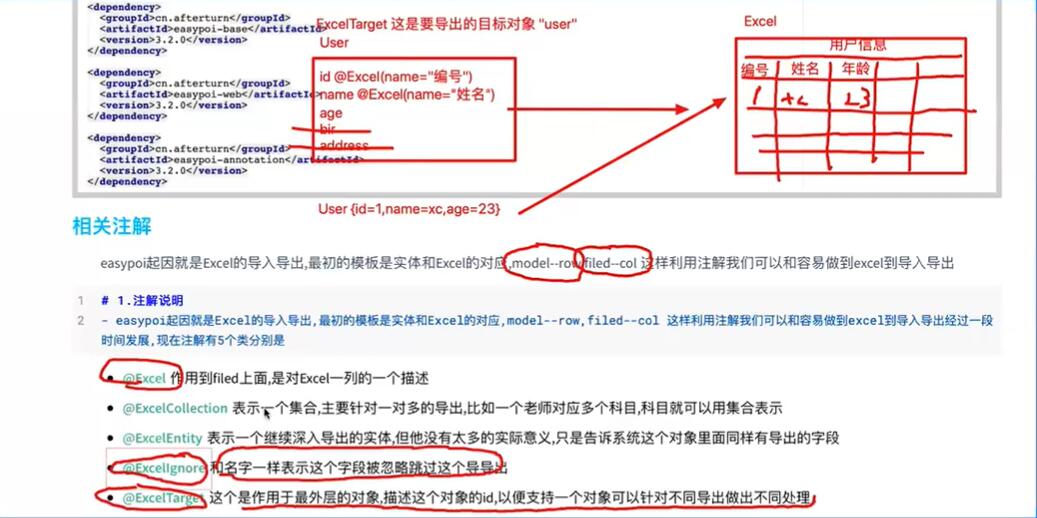 <dependency>
<groupId>cn.afterturn</groupId>
<artifactId>easypoi-base</artifactId>
<version>3.2.0</version>
</dependency>
<dependency>
<groupId>cn.afterturn</groupId>
<artifactId>easypoi-web</artifactId>
<version>3.2.0</version>
</dependency>
<dependency>
<groupId>cn.afterturn</groupId>
<artifactId>easypoi-annotation</artifactId>
<version>3.2.0</version>
</dependency>
ExcelTarget 这是要导出的目标对象 "user"
User
id @Excel(name="编号")
name @Excel(name="姓名")
age
bir
address
User {id=1,name=xc,age=23}
Excel
用户信息
编号 姓名 年龄
1 xc 23
相关注解
easypoi起因就是Excel的导入导出,最初的模板是实体和Excel的对应,model--row,filed--col 这样利用注解我们可以和容易做到excel到导入导出
1 # 1.注解说明
2 - easypoi起因就是Excel的导入导出,最初的模板是实体和Excel的对应,model--row,filed--col 这样利用注解我们可以和容易做到excel到导入导出经过一段
时间发展,现在注解有5个类分别是
• @Excel 作用到filed上面,是对Excel一列的一个描述
• @ExcelCollection 表示一个集合,主要针对一对多的导出,比如一个老师对应多个科目,科目就可以用集合表示
• @ExcelEntity 表示一个继续深入导出的实体,但他没有太多的实际意义,只是告诉系统这个对象里面同样有导出的字段
• @ExcelIgnore 和名字一样表示这个字段被忽略跳过这个导导出
• @ExcelTarget 这个是作用于最外层的对象,描述这个对象的id,以便支持一个对象可以针对不同导出做出不同处理